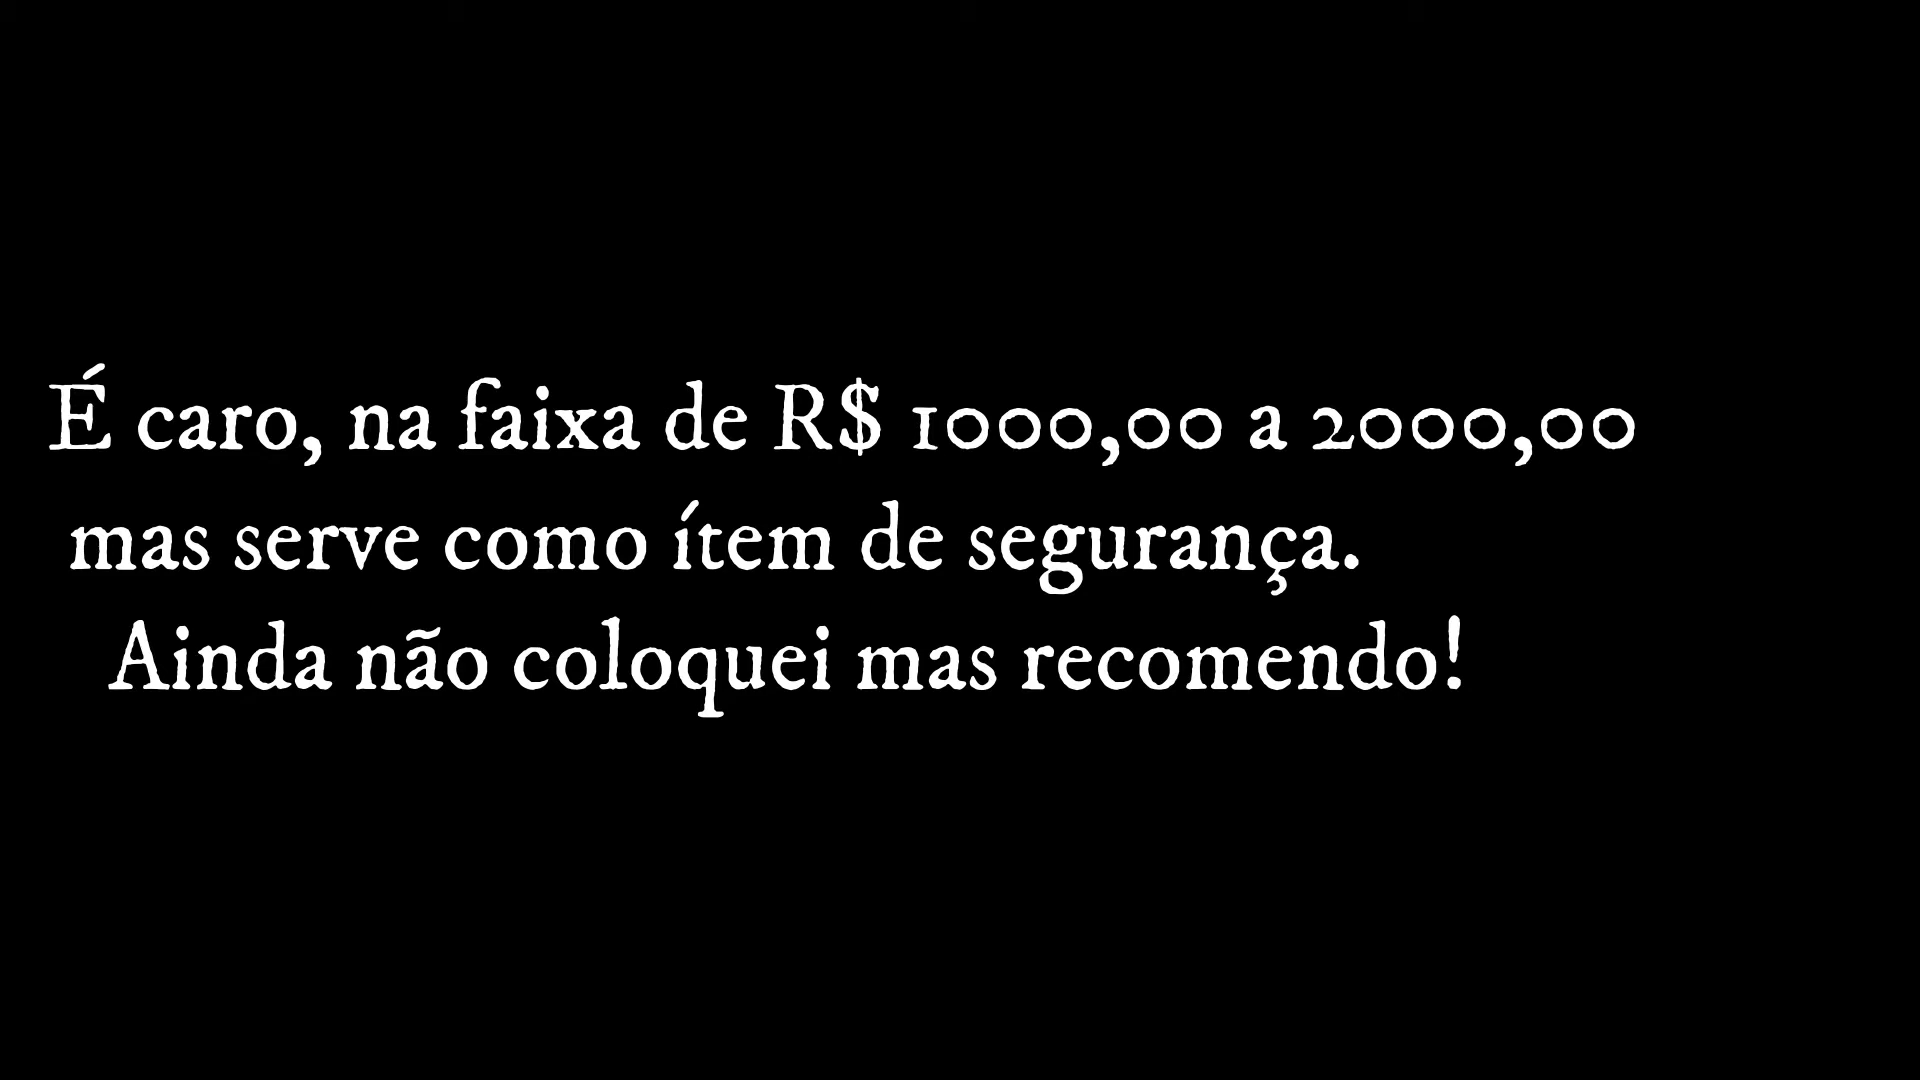 É caro, na faixa de R$ 1000,00 a 2000,00
mas serve como ítem de segurança.
Ainda não coloquei mas recomendo!